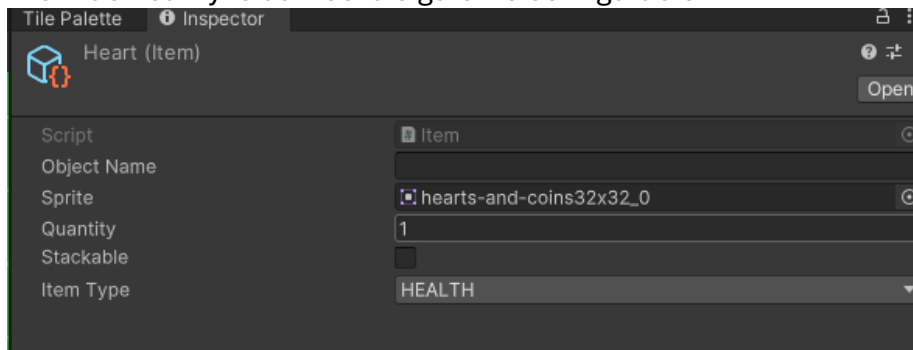 Tile Palette Inspector
Heart (Item)
Open
Script Item
Object Name
Sprite hearts-and-coins32x32_0
Quantity 1
Stackable
Item Type HEALTH